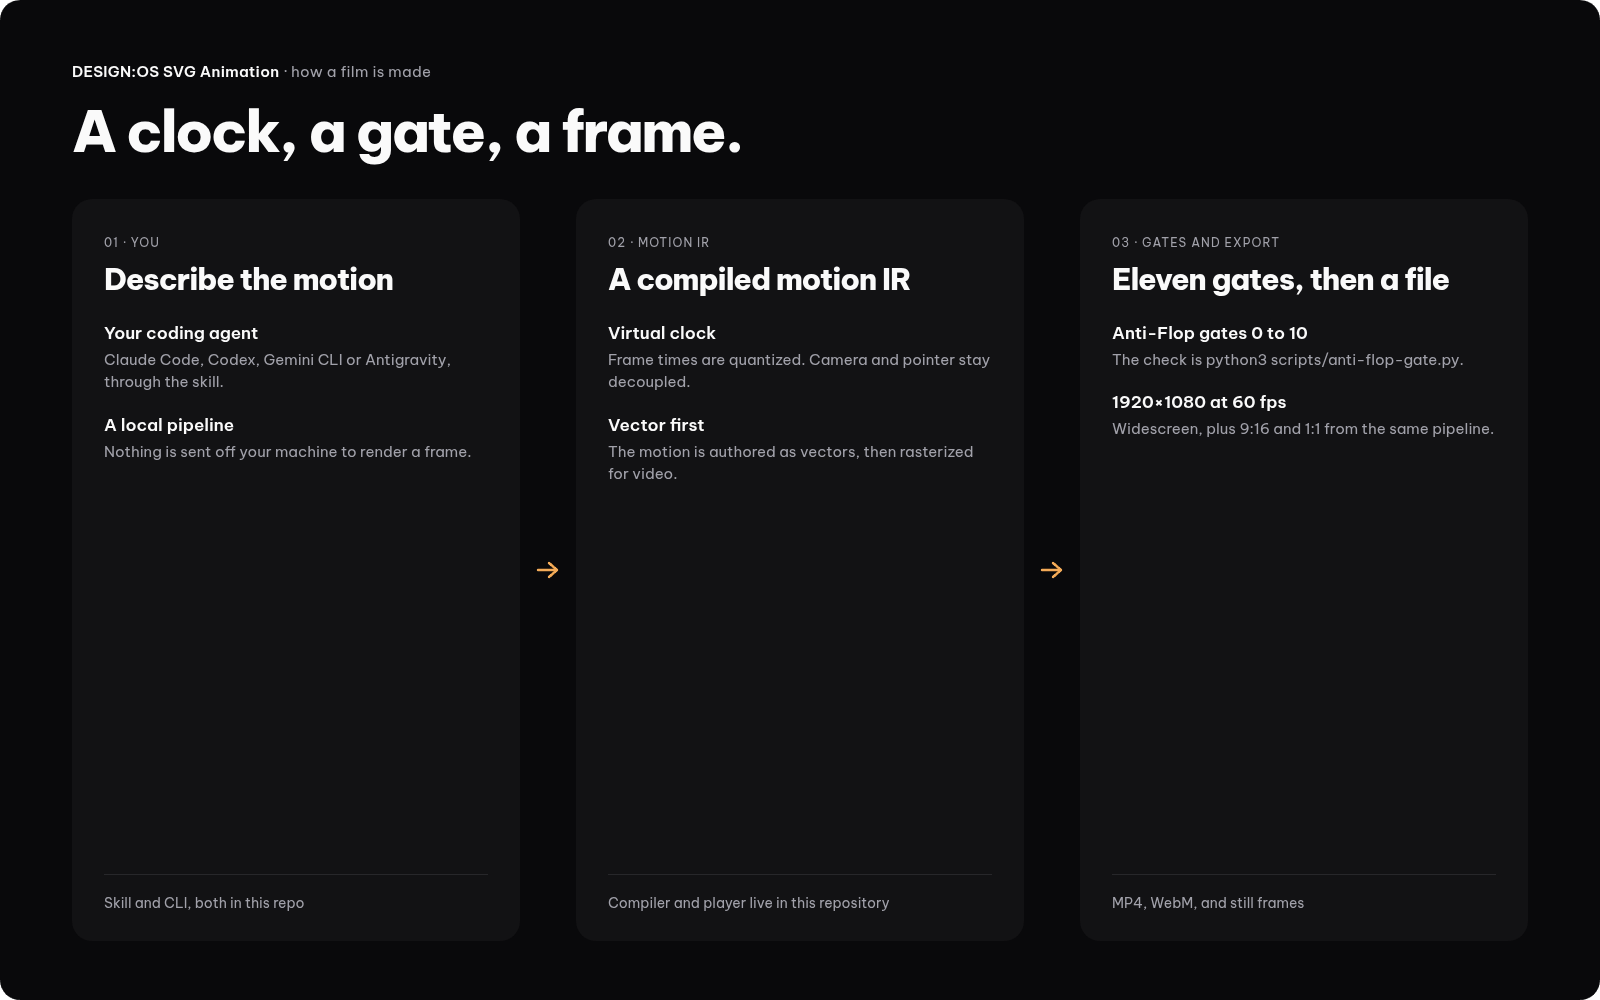 DESIGN:OS SVG Animation · how a film is made
A clock, a gate, a frame.
01 · YOU
Describe the motion
Your coding agent
Claude Code, Codex, Gemini CLI or Antigravity,
through the skill.
A local pipeline
Nothing is sent off your machine to render a frame.
Skill and CLI, both in this repo
02 · MOTION IR
A compiled motion IR
Virtual clock
Frame times are quantized. Camera and pointer stay
decoupled.
Vector first
The motion is authored as vectors, then rasterized
for video.
Compiler and player live in this repository
03 · GATES AND EXPORT
Eleven gates, then a file
Anti-Flop gates 0 to 10
The check is python3 scripts/anti-flop-gate.py.
1920×1080 at 60 fps
Widescreen, plus 9:16 and 1:1 from the same pipeline.
MP4, WebM, and still frames